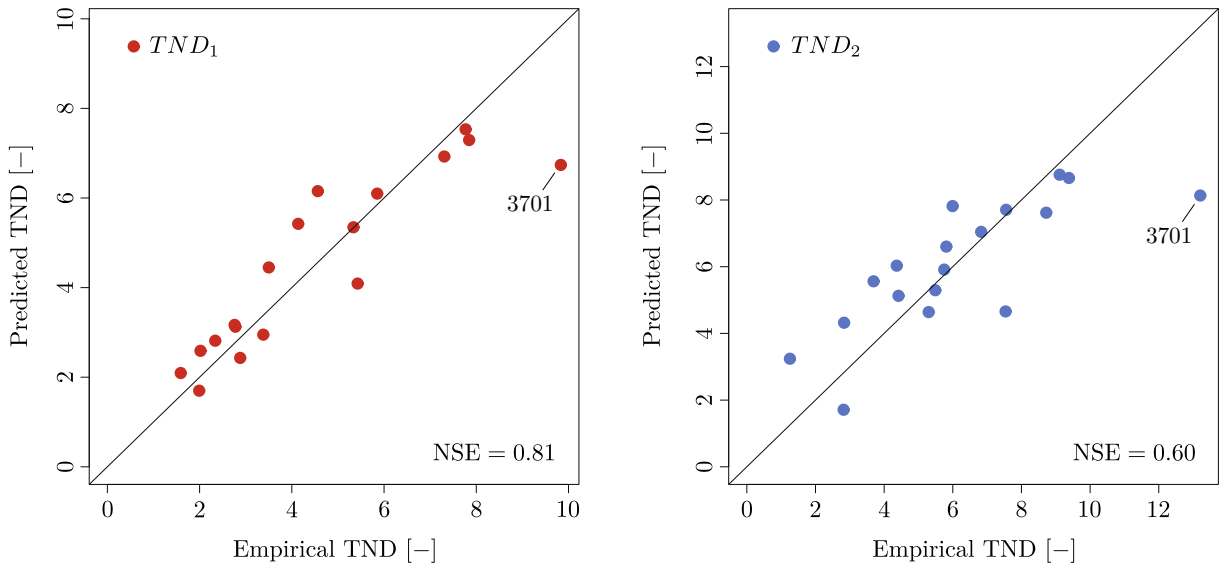 TND₁
Predicted TND [−]
10
8
6
4
2
0
3701
NSE = 0.81
0 2 4 6 8 10
Empirical TND [−]
TND₂
Predicted TND [−]
12
10
8
6
4
2
0
3701
NSE = 0.60
0 2 4 6 8 10 12
Empirical TND [−]